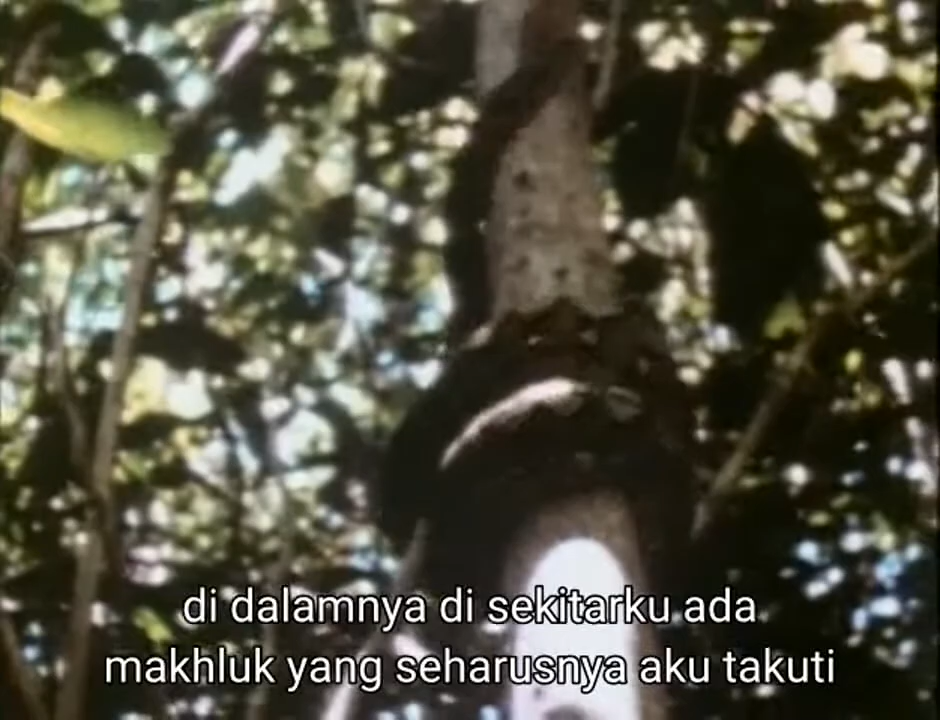 di dalamnya di sekitarku ada
makhluk yang seharusnya aku takuti